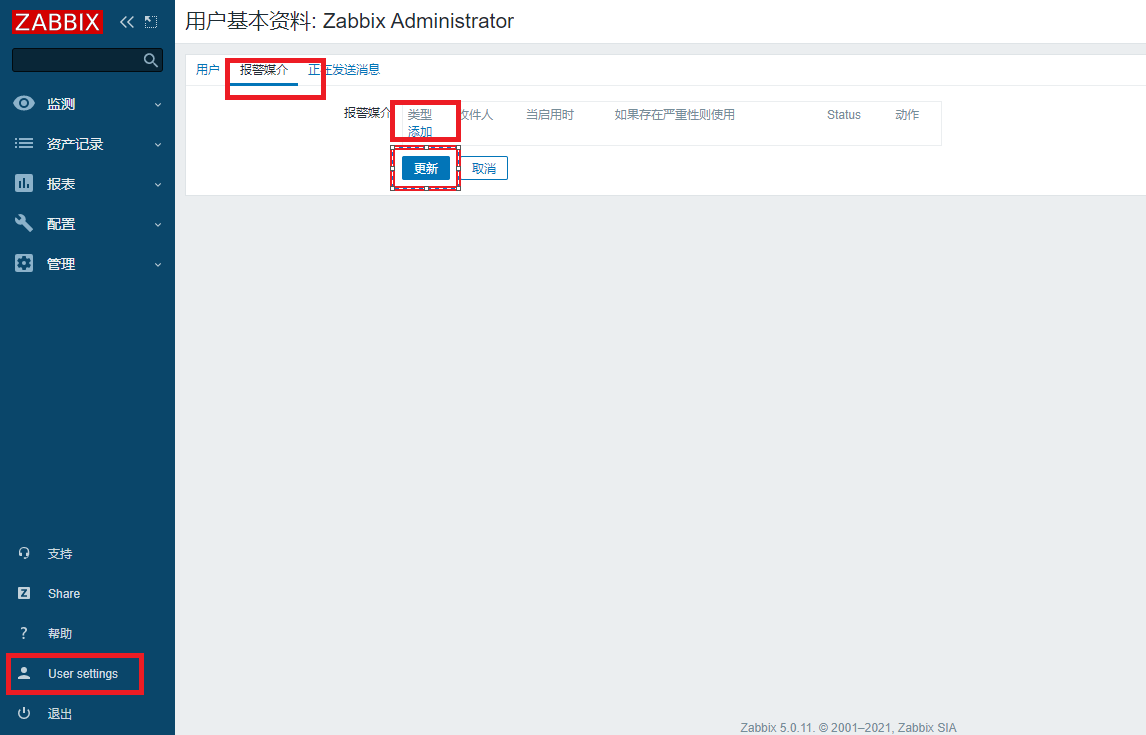 ZABBIX
用户基本资料: Zabbix Administrator
用户 报警媒介 正在发送消息
监测
资产记录
报表
配置
管理
报警媒介 类型 收件人 当启用时 如果存在严重性则使用 Status 动作
添加
更新 取消
支持
Z Share
? 帮助
User settings
退出
Zabbix 5.0.11. © 2001–2021, Zabbix SIA